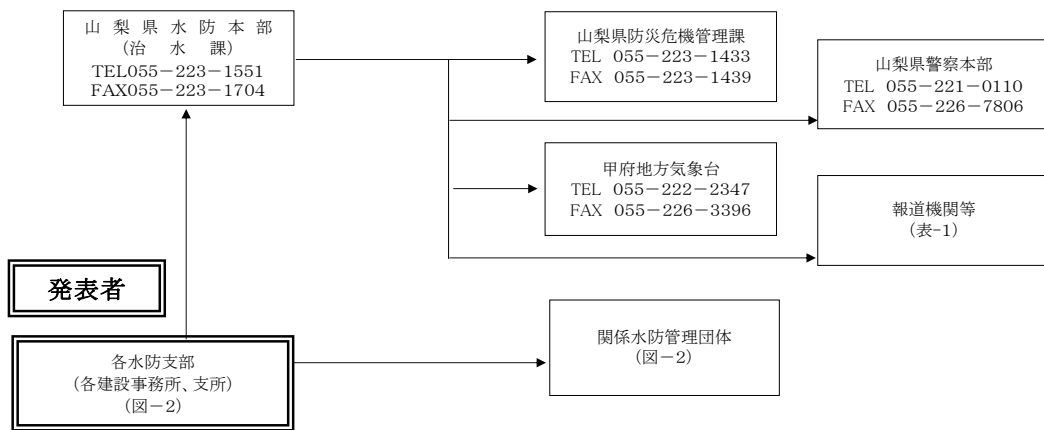 山 梨 県 水 防 本 部
(治 水 課)
TEL055-223-1551
FAX055-223-1704
山梨県防災危機管理課
TEL 055-223-1433
FAX 055-223-1439
山梨県警察本部
TEL 055-221-0110
FAX 055-226-7806
甲府地方気象台
TEL 055-222-2347
FAX 055-226-3396
報道機関等
(表-1)
発表者
各水防支部
(各建設事務所、支所)
(図-2)
関係水防管理団体
(図-2)